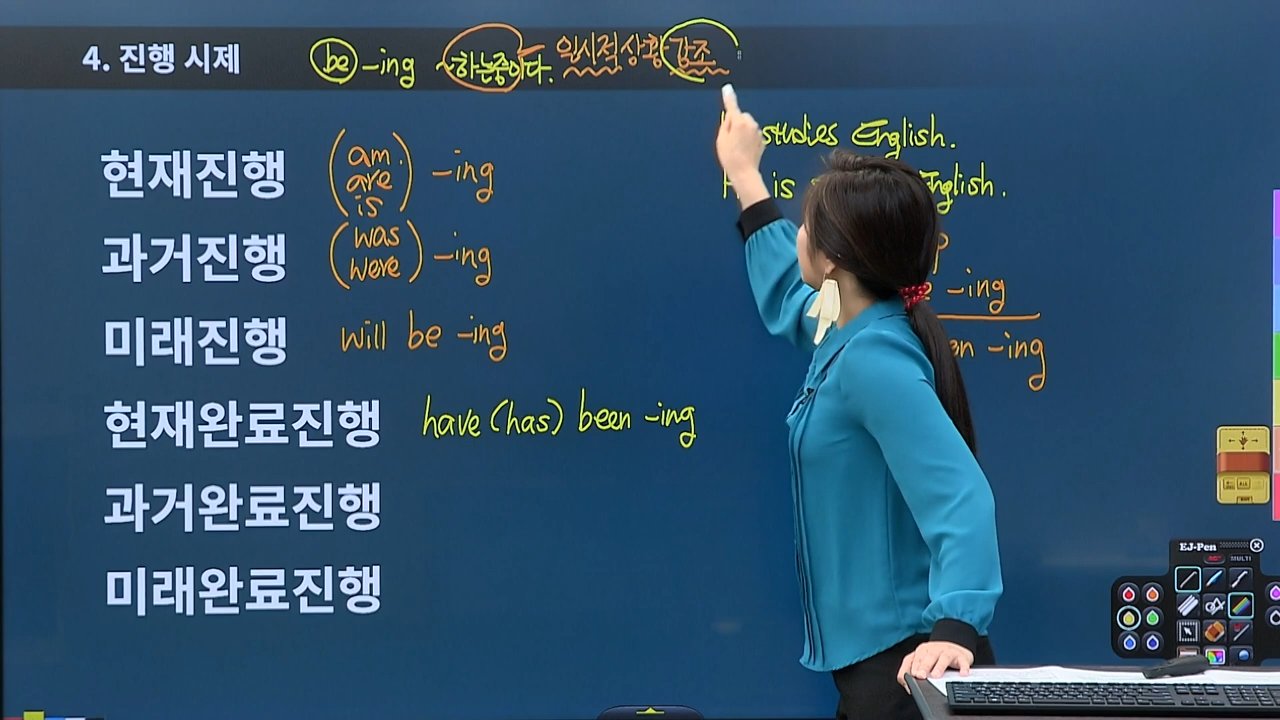 4. 진행 시제 be -ing ~하는중이다. 일시적상황 강조
studies English.
is English.
현재진행 (am. are is) -ing
과거진행 (was were) -ing
p
-ing
미래진행 will be -ing
en -ing
현재완료진행 have (has) been -ing
과거완료진행
미래완료진행
EJ-Pen
MULTI